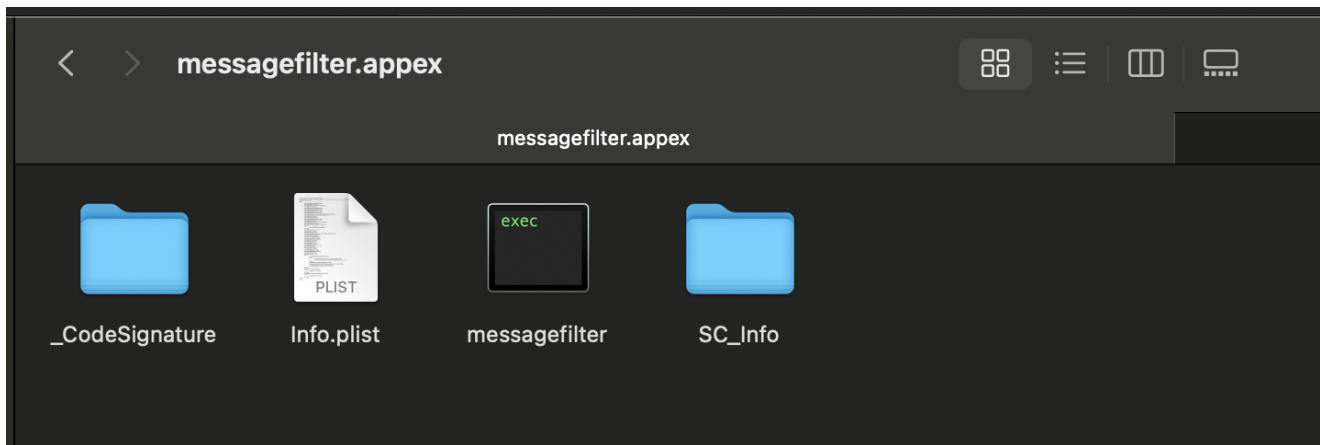 messagefilter.appex
messagefilter.appex
exec
PLIST
_CodeSignature
Info.plist
messagefilter
SC_Info